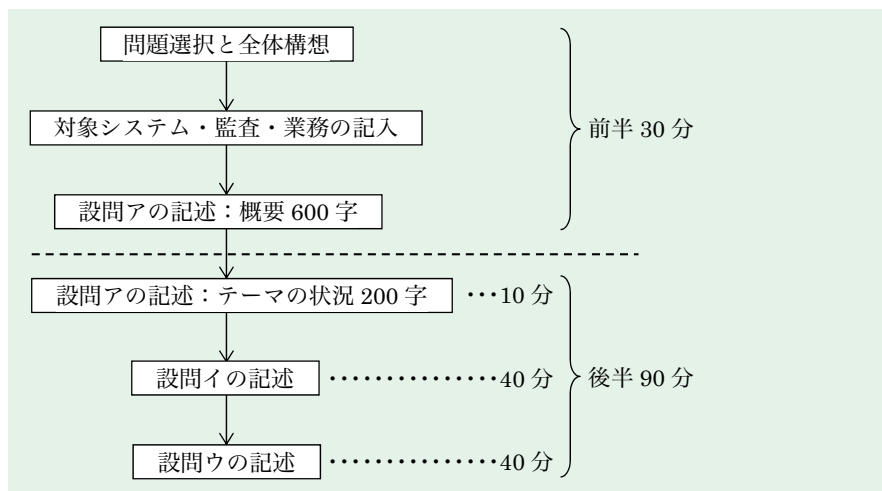 問題選択と全体構想
対象システム・監査・業務の記入
前半 30 分
設問アの記述：概要 600 字
設問アの記述：テーマの状況 200 字 ･･･10 分
設問イの記述 ･･･････････････40 分
後半 90 分
設問ウの記述 ･･･････････････40 分